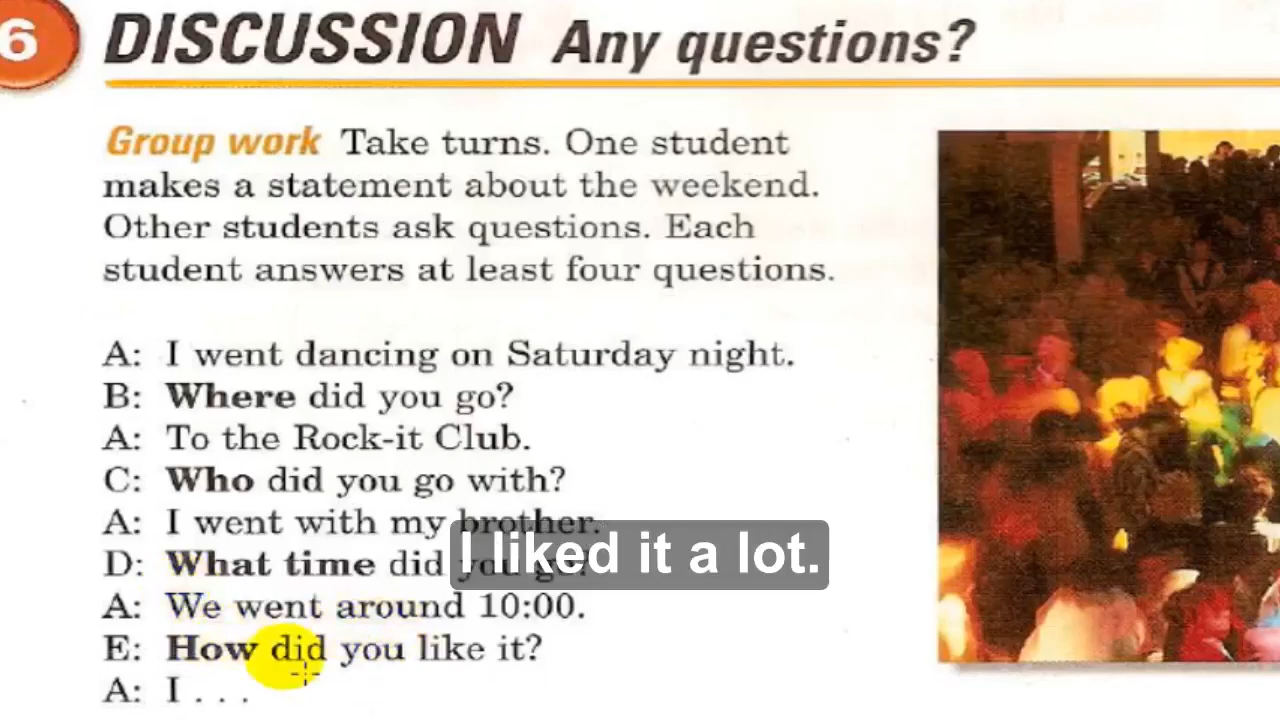 6 DISCUSSION Any questions?
Group work Take turns. One student
makes a statement about the weekend.
Other students ask questions. Each
student answers at least four questions.
A: I went dancing on Saturday night.
B: Where did you go?
A: To the Rock-it Club.
C: Who did you go with?
A: I went with my brother.
I liked it a lot.
D: What time did you go?
A: We went around 10:00.
E: How did you like it?
A: I . . .